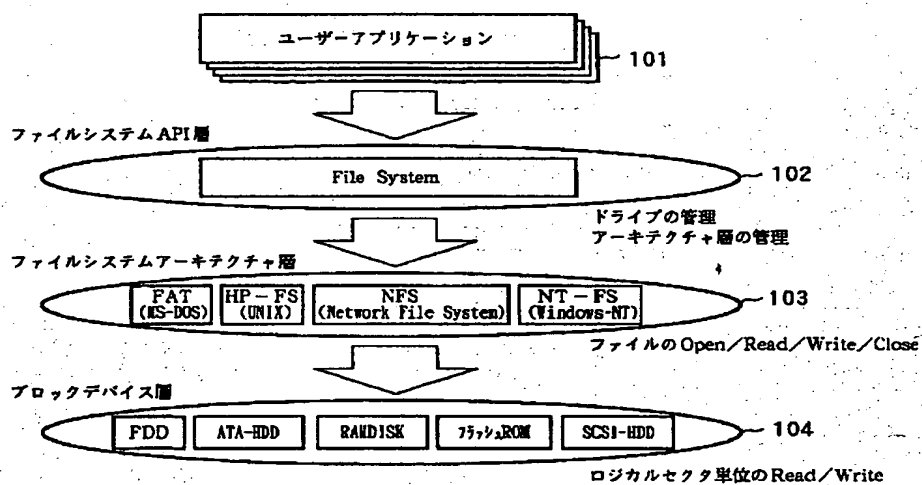 ユーザーアプリケーション
101
ファイルシステムAPI層
File System
102
ドライブの管理
アーキテクチャ層の管理
ファイルシステムアーキテクチャ層
FAT
(MS-DOS)
HP-FS
(UNIX)
NFS
(Network File System)
NT-FS
(Windows-NT)
103
ファイルのOpen/Read/Write/Close
ブロックデバイス層
FDD
ATA-HDD
RAMDISK
フラッシュROM
SCSI-HDD
104
ロジカルセクタ単位のRead/Write